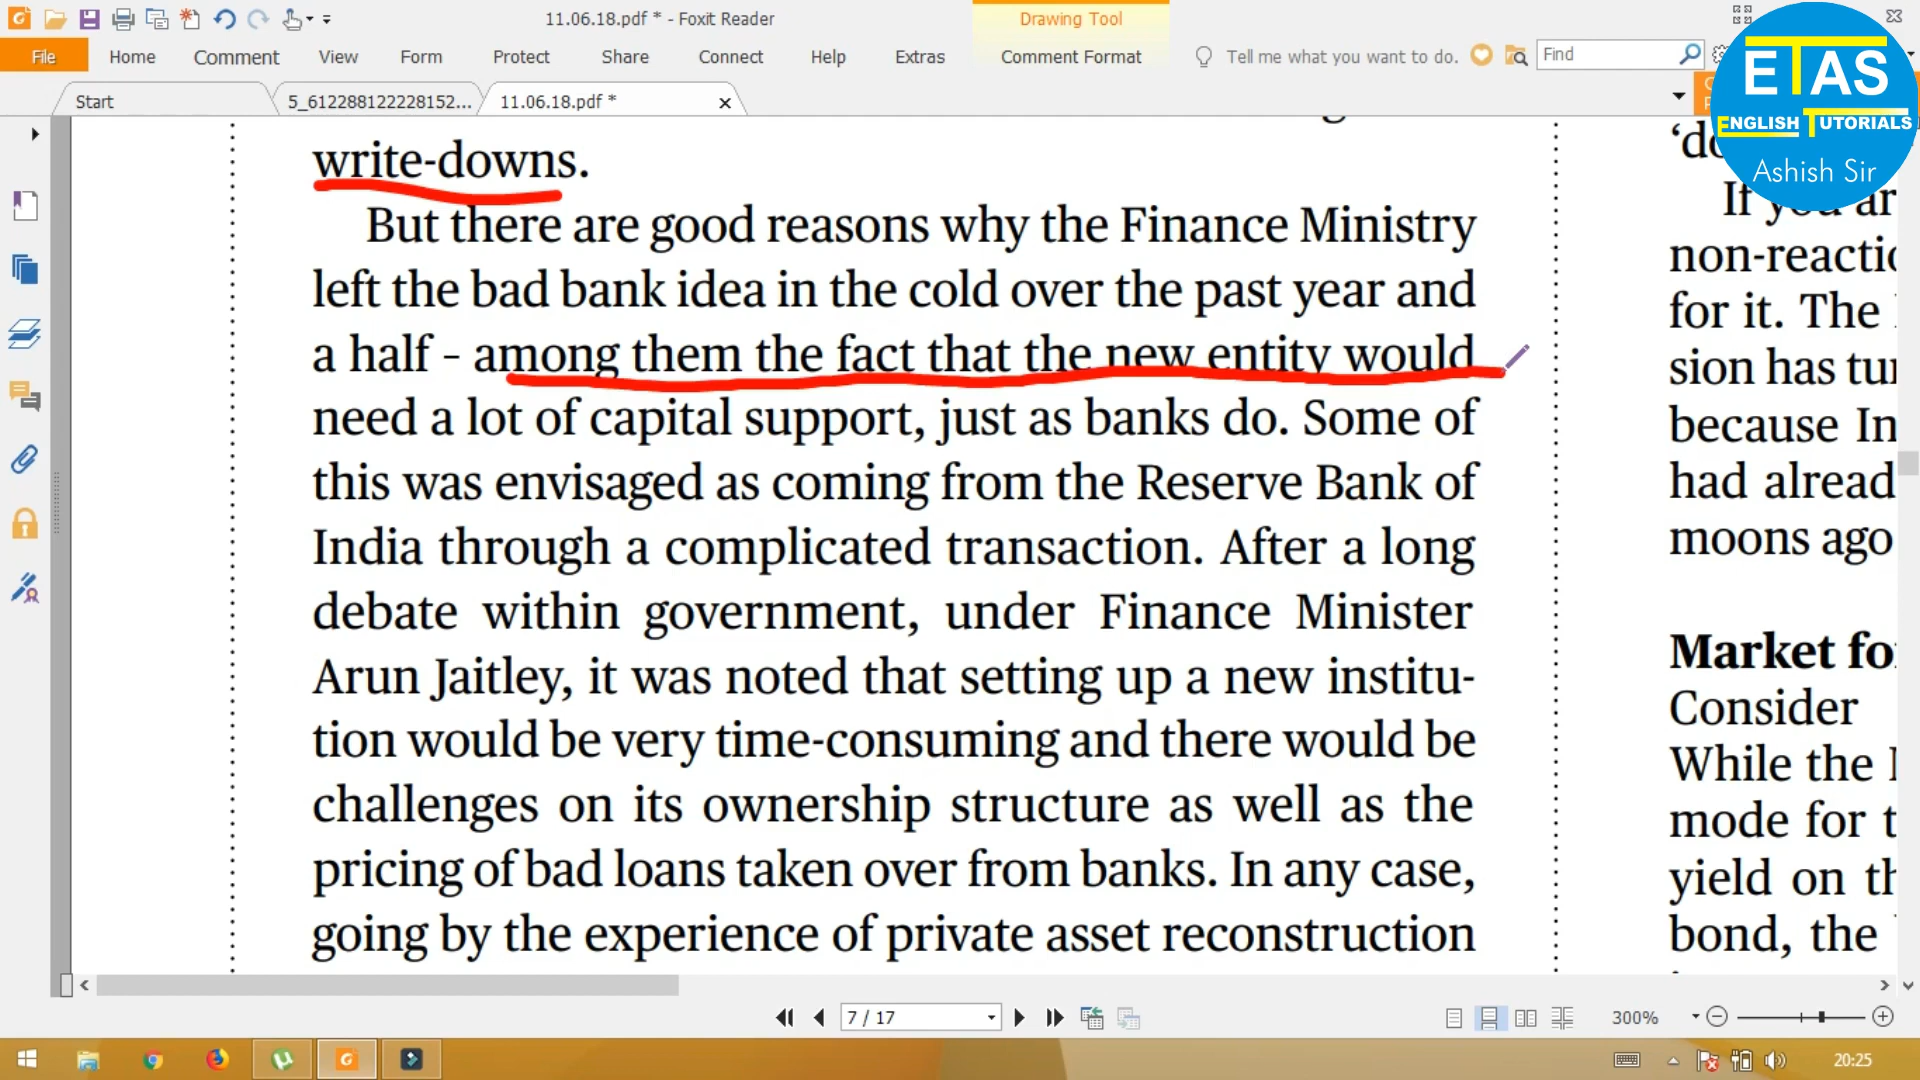 11.06.18.pdf * - Foxit Reader
Drawing Tool
File
Home
Comment
View
Form
Protect
Share
Connect
Help
Extras
Comment Format
Tell me what you want to do.
Find
Start
5_612288122228152...
11.06.18.pdf *
ETAS
ENGLISH TUTORIALS
Ashish Sir
write-downs.
But there are good reasons why the Finance Ministry
left the bad bank idea in the cold over the past year and
a half – among them the fact that the new entity would
need a lot of capital support, just as banks do. Some of
this was envisaged as coming from the Reserve Bank of
India through a complicated transaction. After a long
debate within government, under Finance Minister
Arun Jaitley, it was noted that setting up a new institu-
tion would be very time-consuming and there would be
challenges on its ownership structure as well as the
pricing of bad loans taken over from banks. In any case,
going by the experience of private asset reconstruction
If you ar
non-reactio
for it. The
sion has tur
because In
had alread
moons ago
Market fo
Consider
While the
mode for t
yield on th
bond, the
7 / 17
300%
20:25